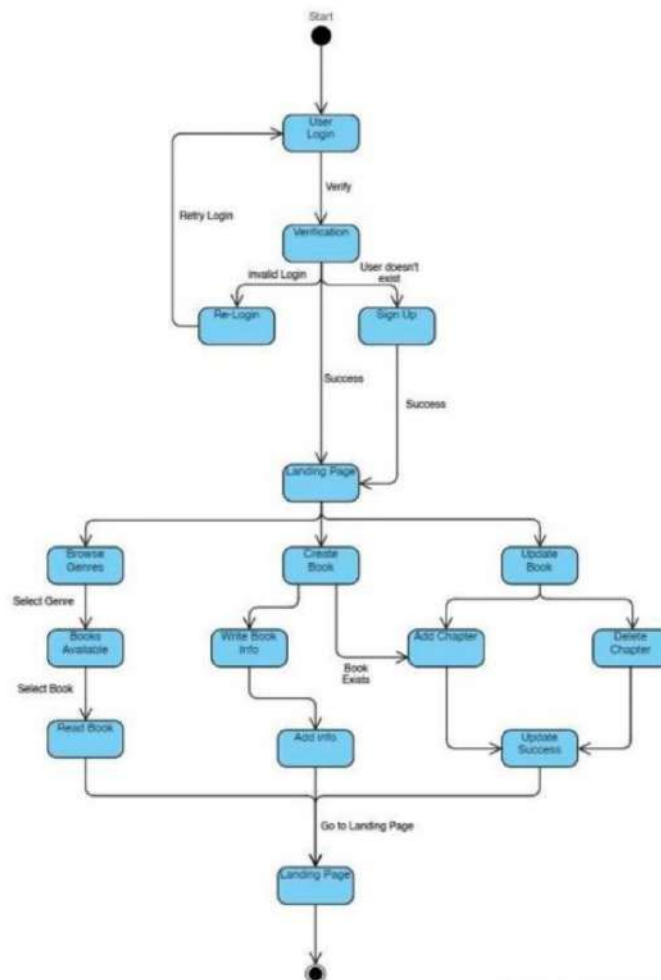 Start
User
Login
Verify
Retry Login
Verification
Invalid Login
User doesn't
exist
Re-Login
Sign Up
Success
Success
Landing Page
Browse
Genres
Create
Book
Update
Book
Select Genre
Books
Available
Write Book
Info
Add Chapter
Delete
Chapter
Book
Exists
Select Book
Read Book
Add Info
Update
Success
Go to Landing Page
Landing Page